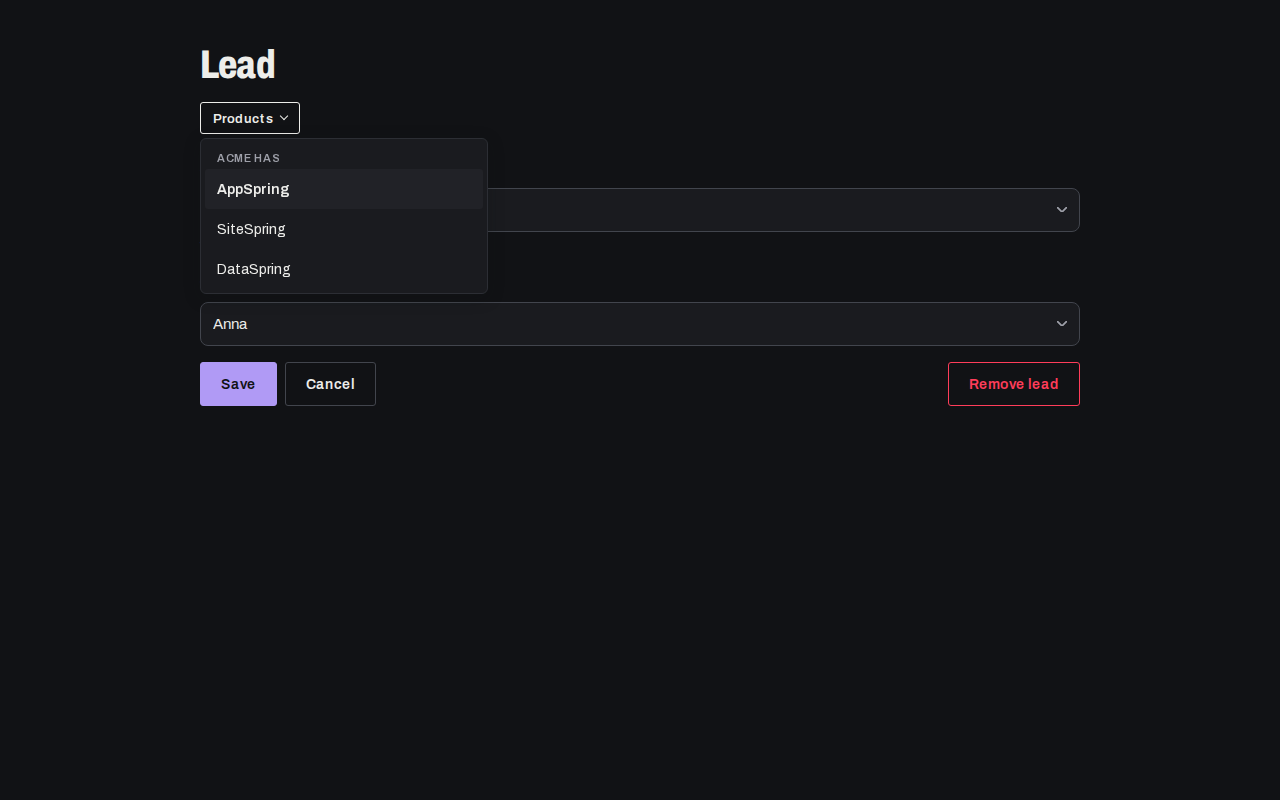 Lead
Products
ACME HAS
AppSpring
SiteSpring
DataSpring
Anna
Save
Cancel
Remove lead